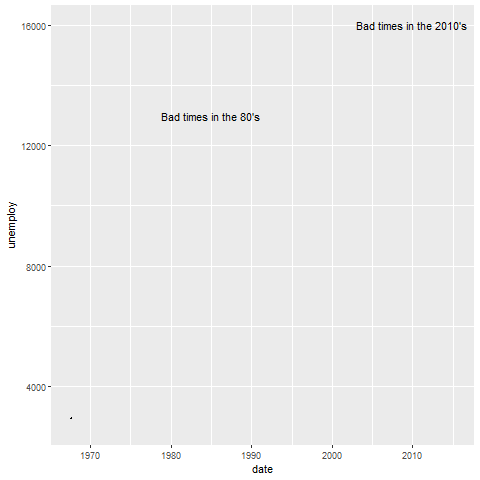 16000
Bad times in the 2010's
Bad times in the 80's
12000
unemploy
8000
4000
1970 1980 1990 2000 2010
date